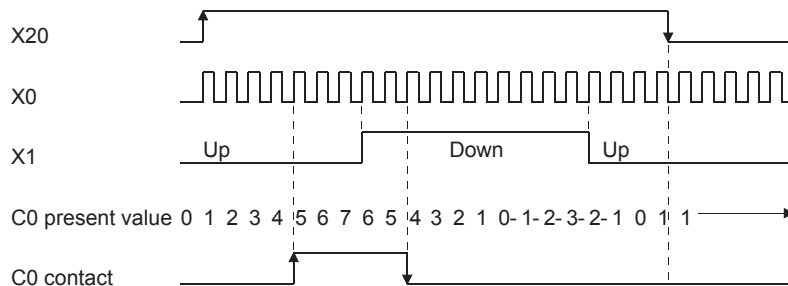 X20
X0
X1 Up Down Up
C0 present value 0 1 2 3 4 5 6 7 6 5 4 3 2 1 0 -1 -2 -3 -2 -1 0 1 1
C0 contact